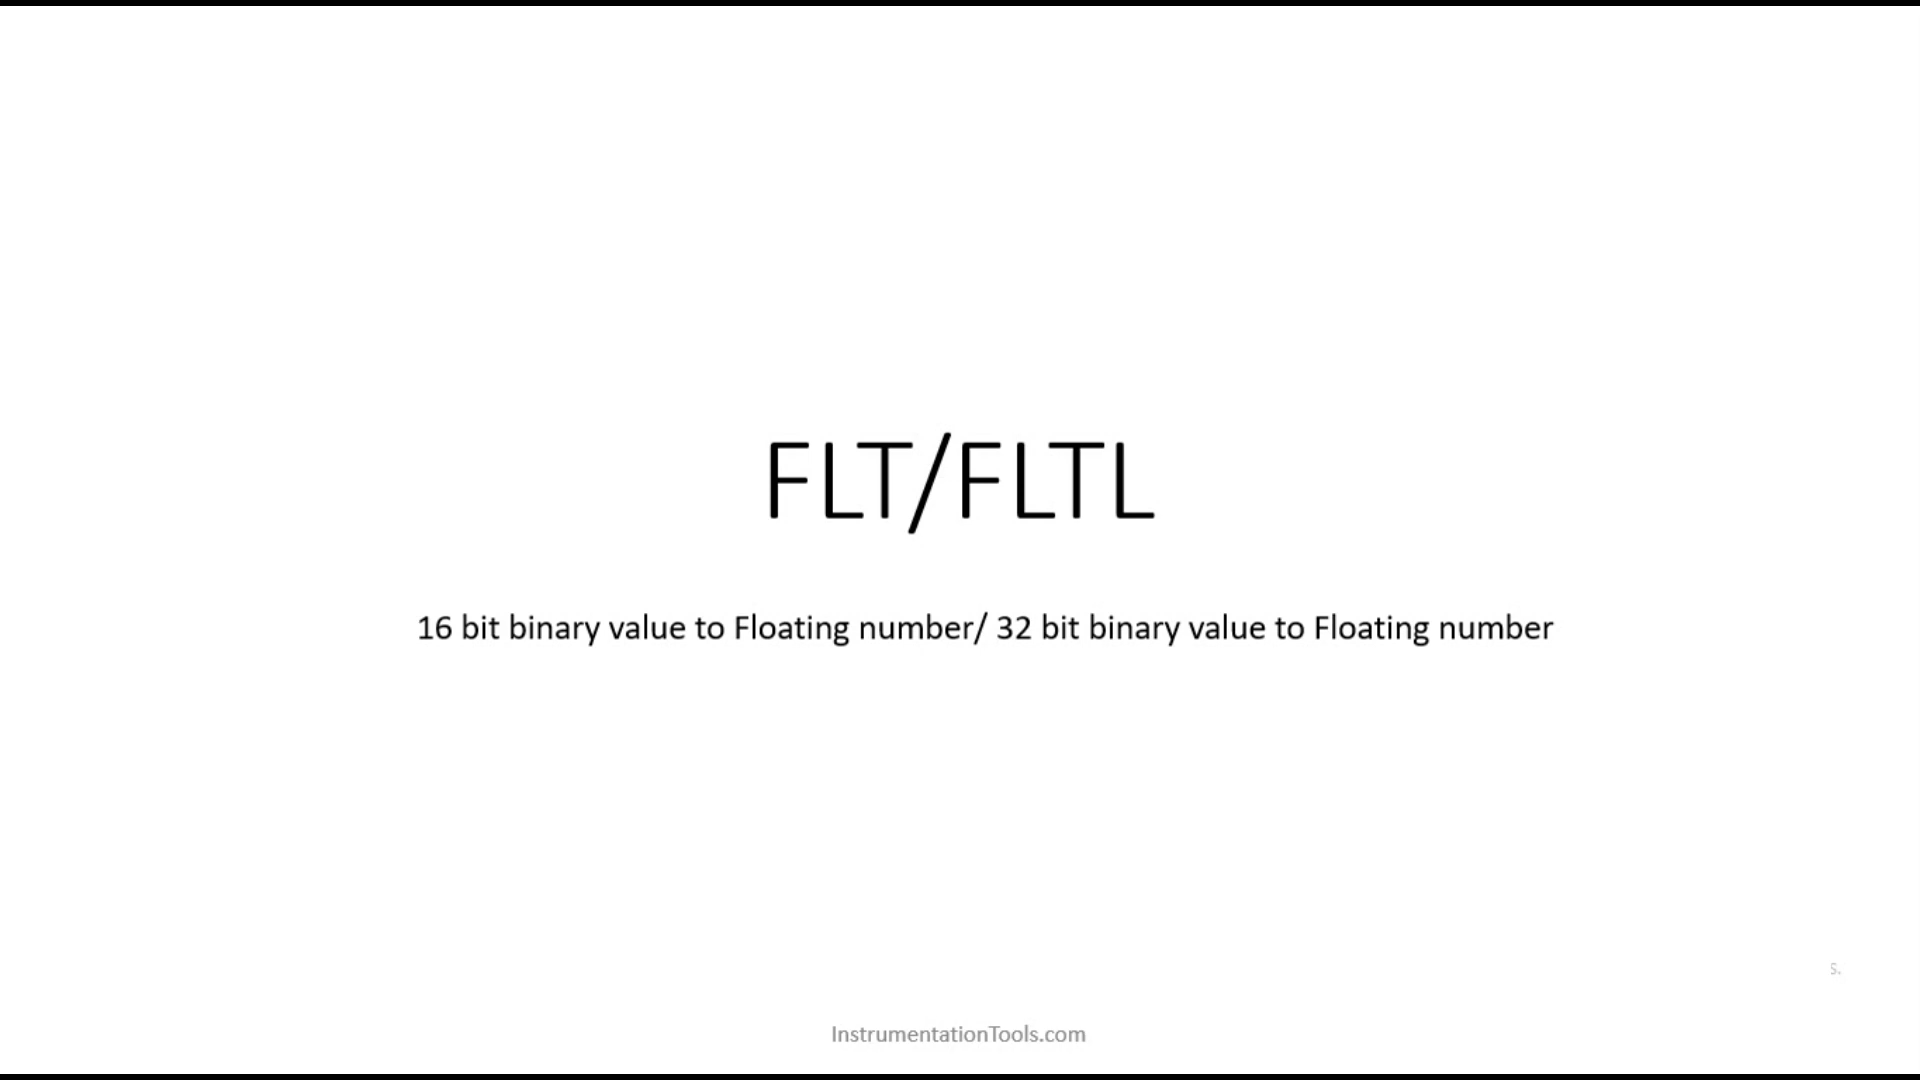 FLT/FLTL
16 bit binary value to Floating number/ 32 bit binary value to Floating number
s.
InstrumentationTools.com